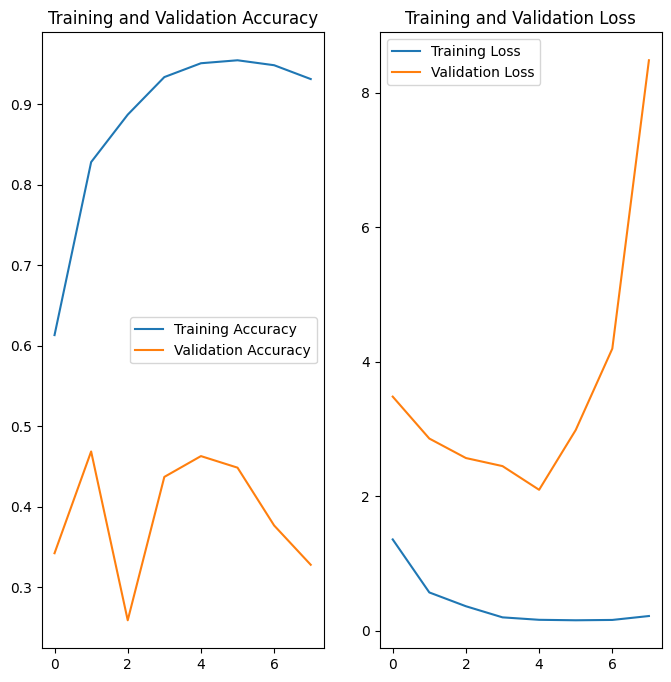 Training and Validation Accuracy
0.9
0.8
0.7
0.6
0.5
0.4
0.3
Training Accuracy
Validation Accuracy
0 2 4 6
Training and Validation Loss
Training Loss
Validation Loss
8
6
4
2
0
0 2 4 6